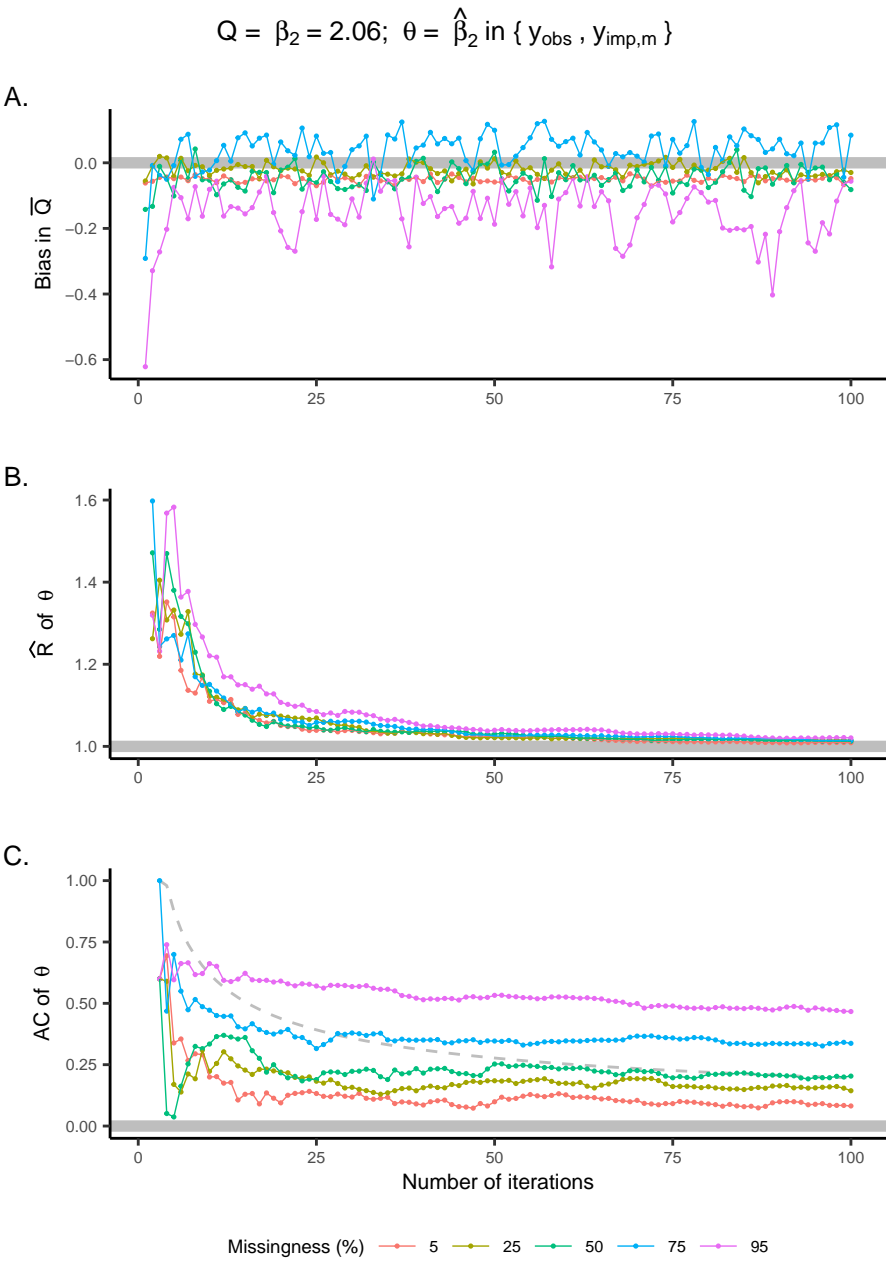 Q = β₂ = 2.06; θ = β̂₂ in { y_obs , y_imp,m }
A.
Bias in Q̅
0.0
−0.2
−0.4
−0.6
0 25 50 75 100
B.
R̂ of θ
1.6
1.4
1.2
1.0
0 25 50 75 100
C.
AC of θ
1.00
0.75
0.50
0.25
0.00
0 25 50 75 100
Number of iterations
Missingness (%) 5 25 50 75 95